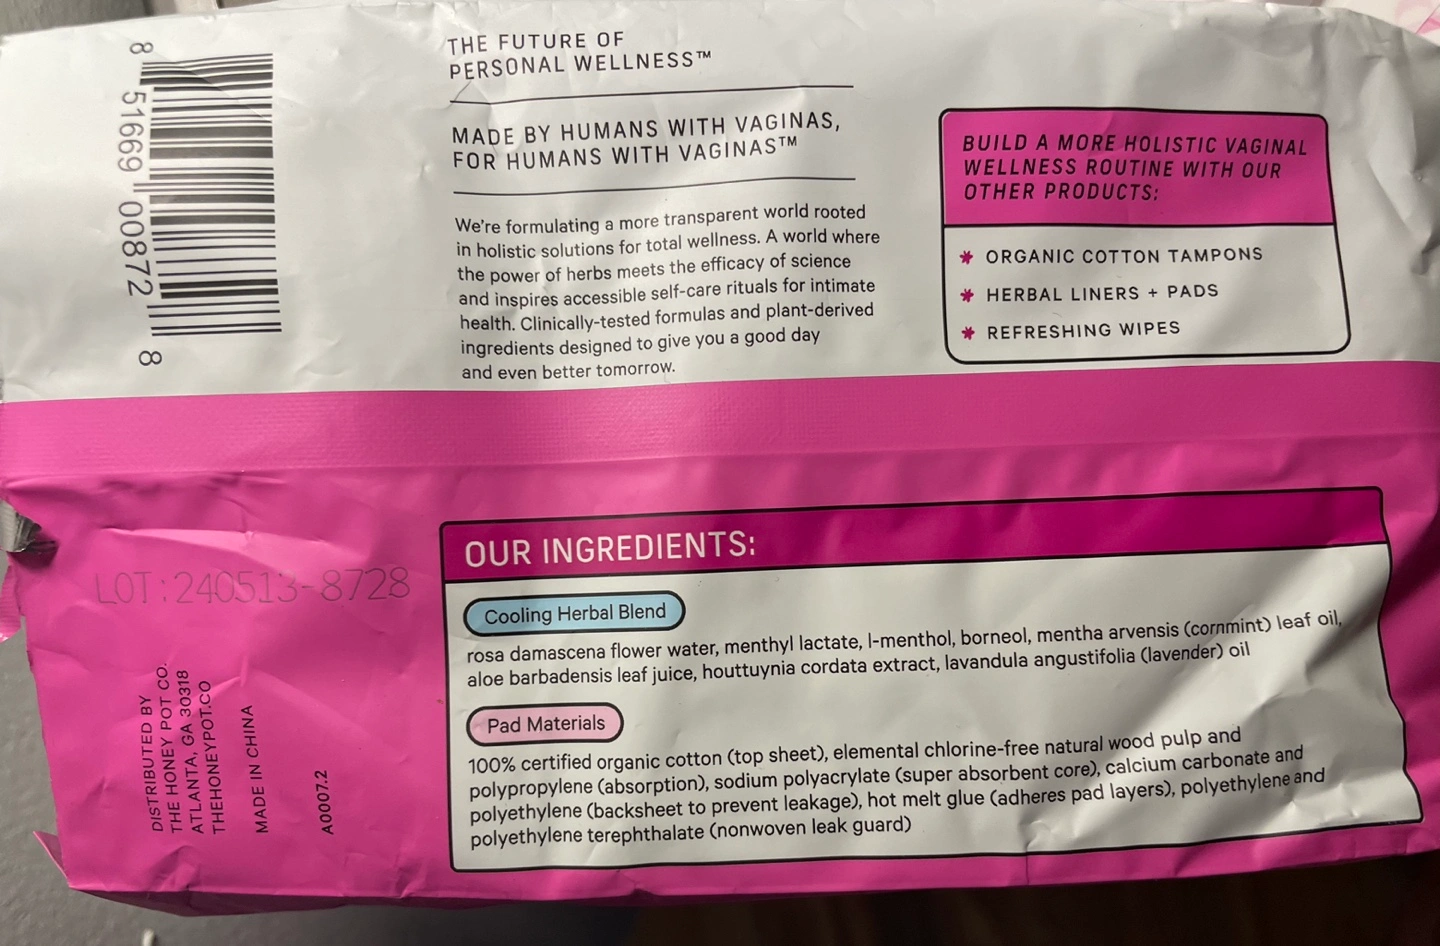 8 51669 00872 8
THE FUTURE OF
PERSONAL WELLNESS™
MADE BY HUMANS WITH VAGINAS,
FOR HUMANS WITH VAGINAS™
We're formulating a more transparent world rooted
in holistic solutions for total wellness. A world where
the power of herbs meets the efficacy of science
and inspires accessible self-care rituals for intimate
health. Clinically-tested formulas and plant-derived
ingredients designed to give you a good day
and even better tomorrow.
BUILD A MORE HOLISTIC VAGINAL
WELLNESS ROUTINE WITH OUR
OTHER PRODUCTS:
* ORGANIC COTTON TAMPONS
* HERBAL LINERS + PADS
* REFRESHING WIPES
LOT:240513-8728
DISTRIBUTED BY
THE HONEY POT CO.
ATLANTA, GA 30318
THEHONEYPOT.CO
MADE IN CHINA
A0007.2
OUR INGREDIENTS:
Cooling Herbal Blend
rosa damascena flower water, menthyl lactate, l-menthol, borneol, mentha arvensis (cornmint) leaf oil,
aloe barbadensis leaf juice, houttuynia cordata extract, lavandula angustifolia (lavender) oil
Pad Materials
100% certified organic cotton (top sheet), elemental chlorine-free natural wood pulp and
polypropylene (absorption), sodium polyacrylate (super absorbent core), calcium carbonate and
polyethylene (backsheet to prevent leakage), hot melt glue (adheres pad layers), polyethylene and
polyethylene terephthalate (nonwoven leak guard)